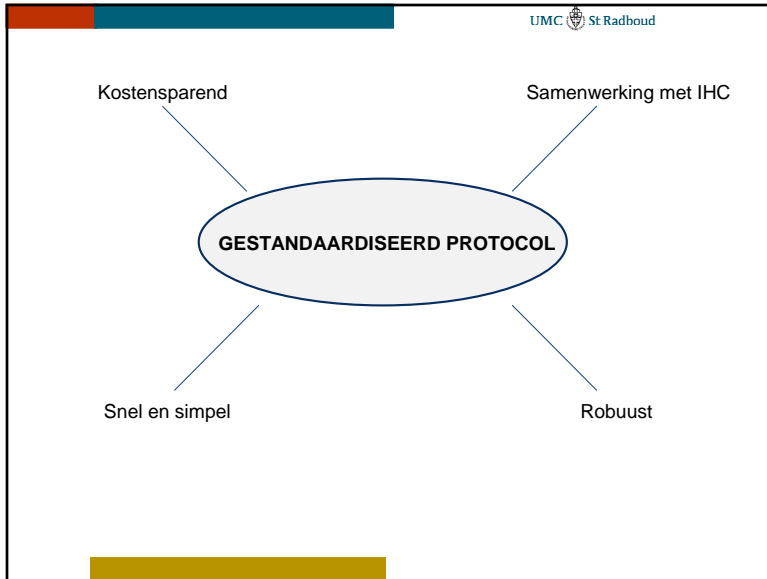 UMC St Radboud
Kostensparend
Samenwerking met IHC
GESTANDAARDISEERD PROTOCOL
Snel en simpel
Robuust